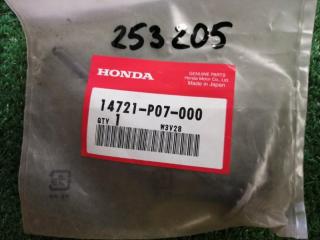 253205
HONDA
GENUINE PARTS
Honda Motor Co., Ltd.
Made in Japan
14721-P07-000
QTY 1
W3V28